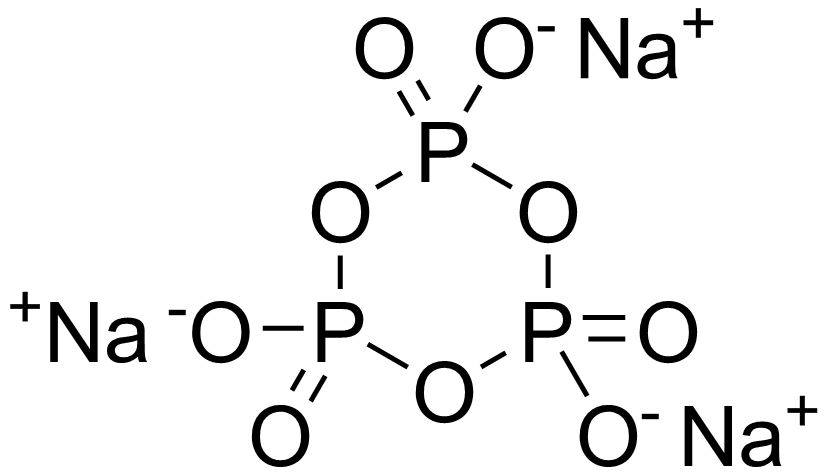 O O- Na+
P
O O
+Na -O P P O
O
O O- Na+